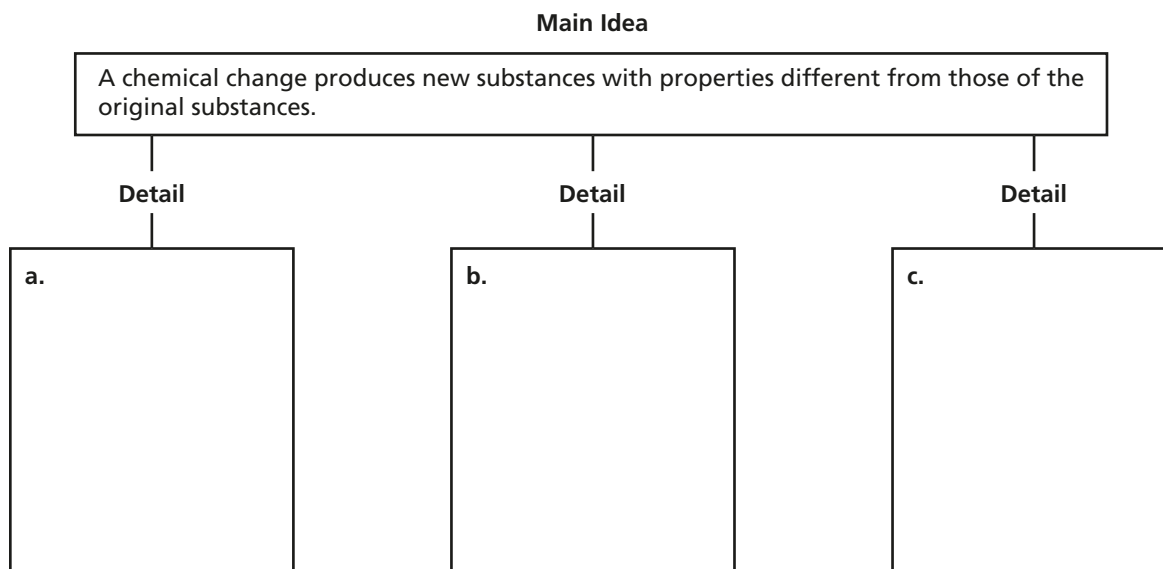 Main Idea
A chemical change produces new substances with properties different from those of the
original substances.
Detail
Detail
Detail
a.
b.
c.